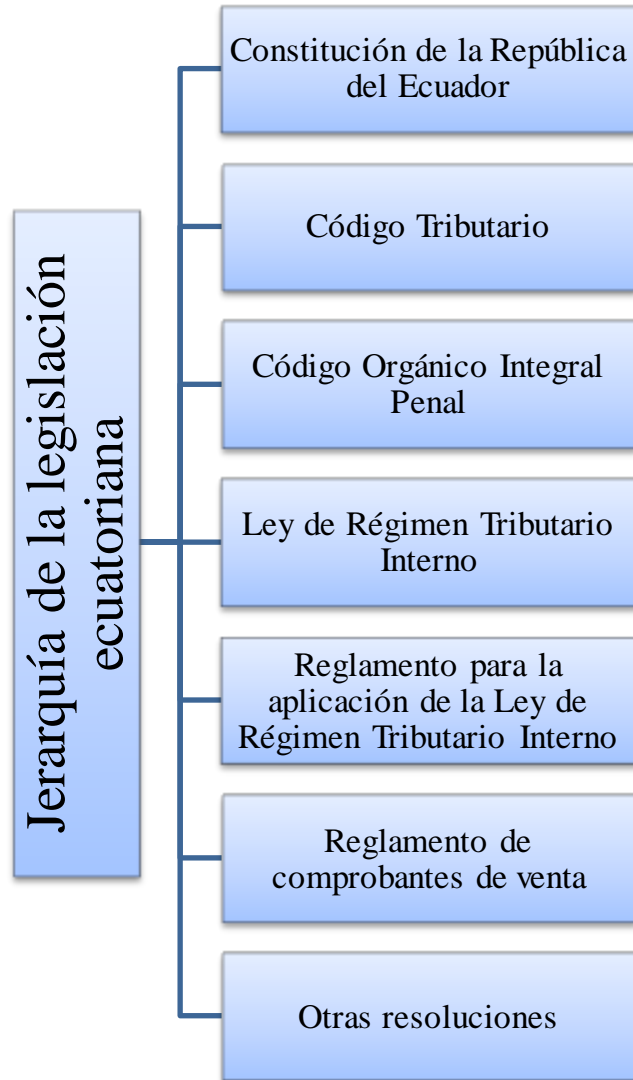 Jerarquía de la legislación
ecuatoriana
Constitución de la República
del Ecuador
Código Tributario
Código Orgánico Integral
Penal
Ley de Régimen Tributario
Interno
Reglamento para la
aplicación de la Ley de
Régimen Tributario Interno
Reglamento de
comprobantes de venta
Otras resoluciones